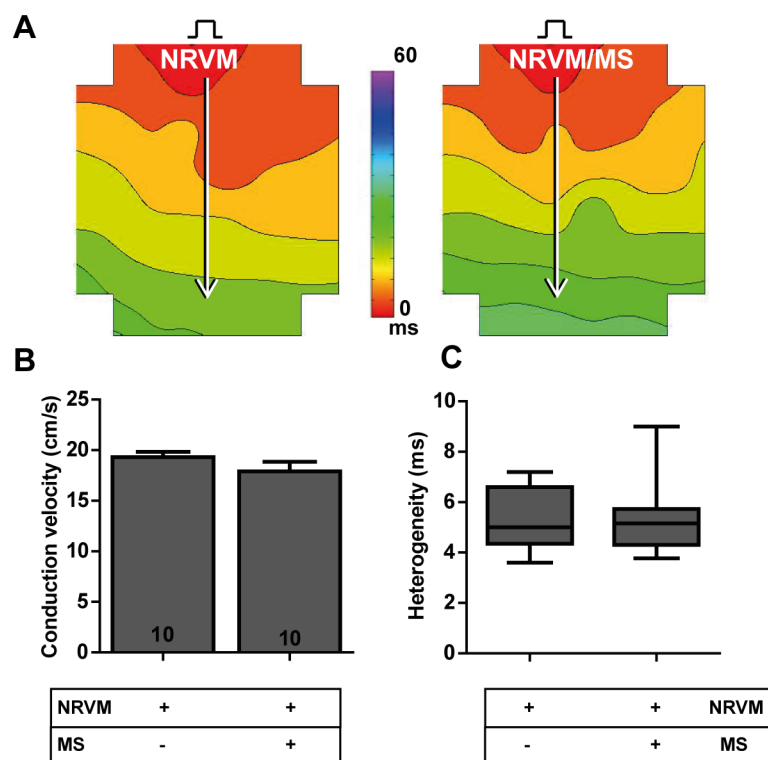 A
NRVM
60
0
ms
NRVM/MS
B
Conduction velocity (cm/s)
25
20
15
10
5
0
10
10
NRVM + +
MS - +
C
Heterogeneity (ms)
10
8
6
4
2
0
+ + NRVM
- + MS